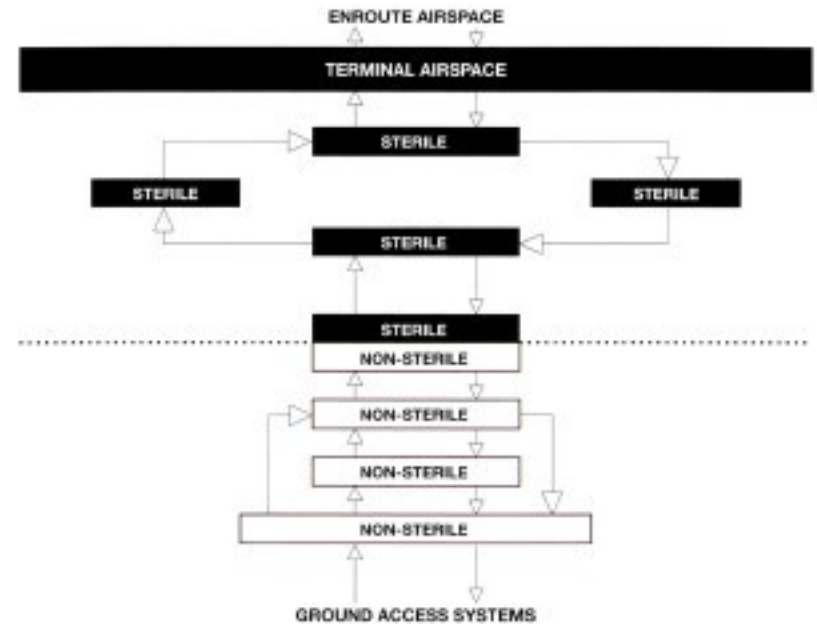 ENROUTE AIRSPACE
TERMINAL AIRSPACE
STERILE
STERILE
STERILE
STERILE
STERILE
NON-STERILE
NON-STERILE
NON-STERILE
NON-STERILE
GROUND ACCESS SYSTEMS